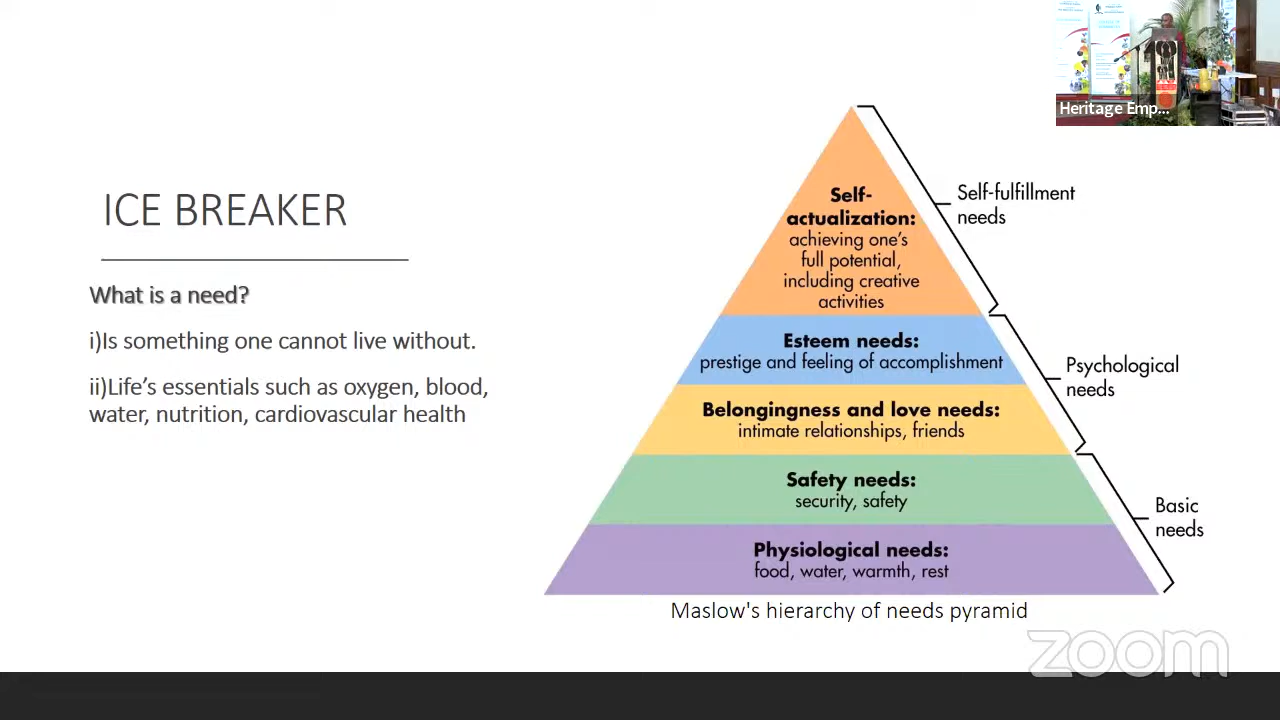 Heritage Emp...
ICE BREAKER
What is a need?
i)Is something one cannot live without.
ii)Life’s essentials such as oxygen, blood,
water, nutrition, cardiovascular health
Self-
actualization:
achieving one’s
full potential,
including creative
activities
Esteem needs:
prestige and feeling of accomplishment
Belongingness and love needs:
intimate relationships, friends
Safety needs:
security, safety
Physiological needs:
food, water, warmth, rest
Self-fulfillment
needs
Psychological
needs
Basic
needs
Maslow's hierarchy of needs pyramid
zoom